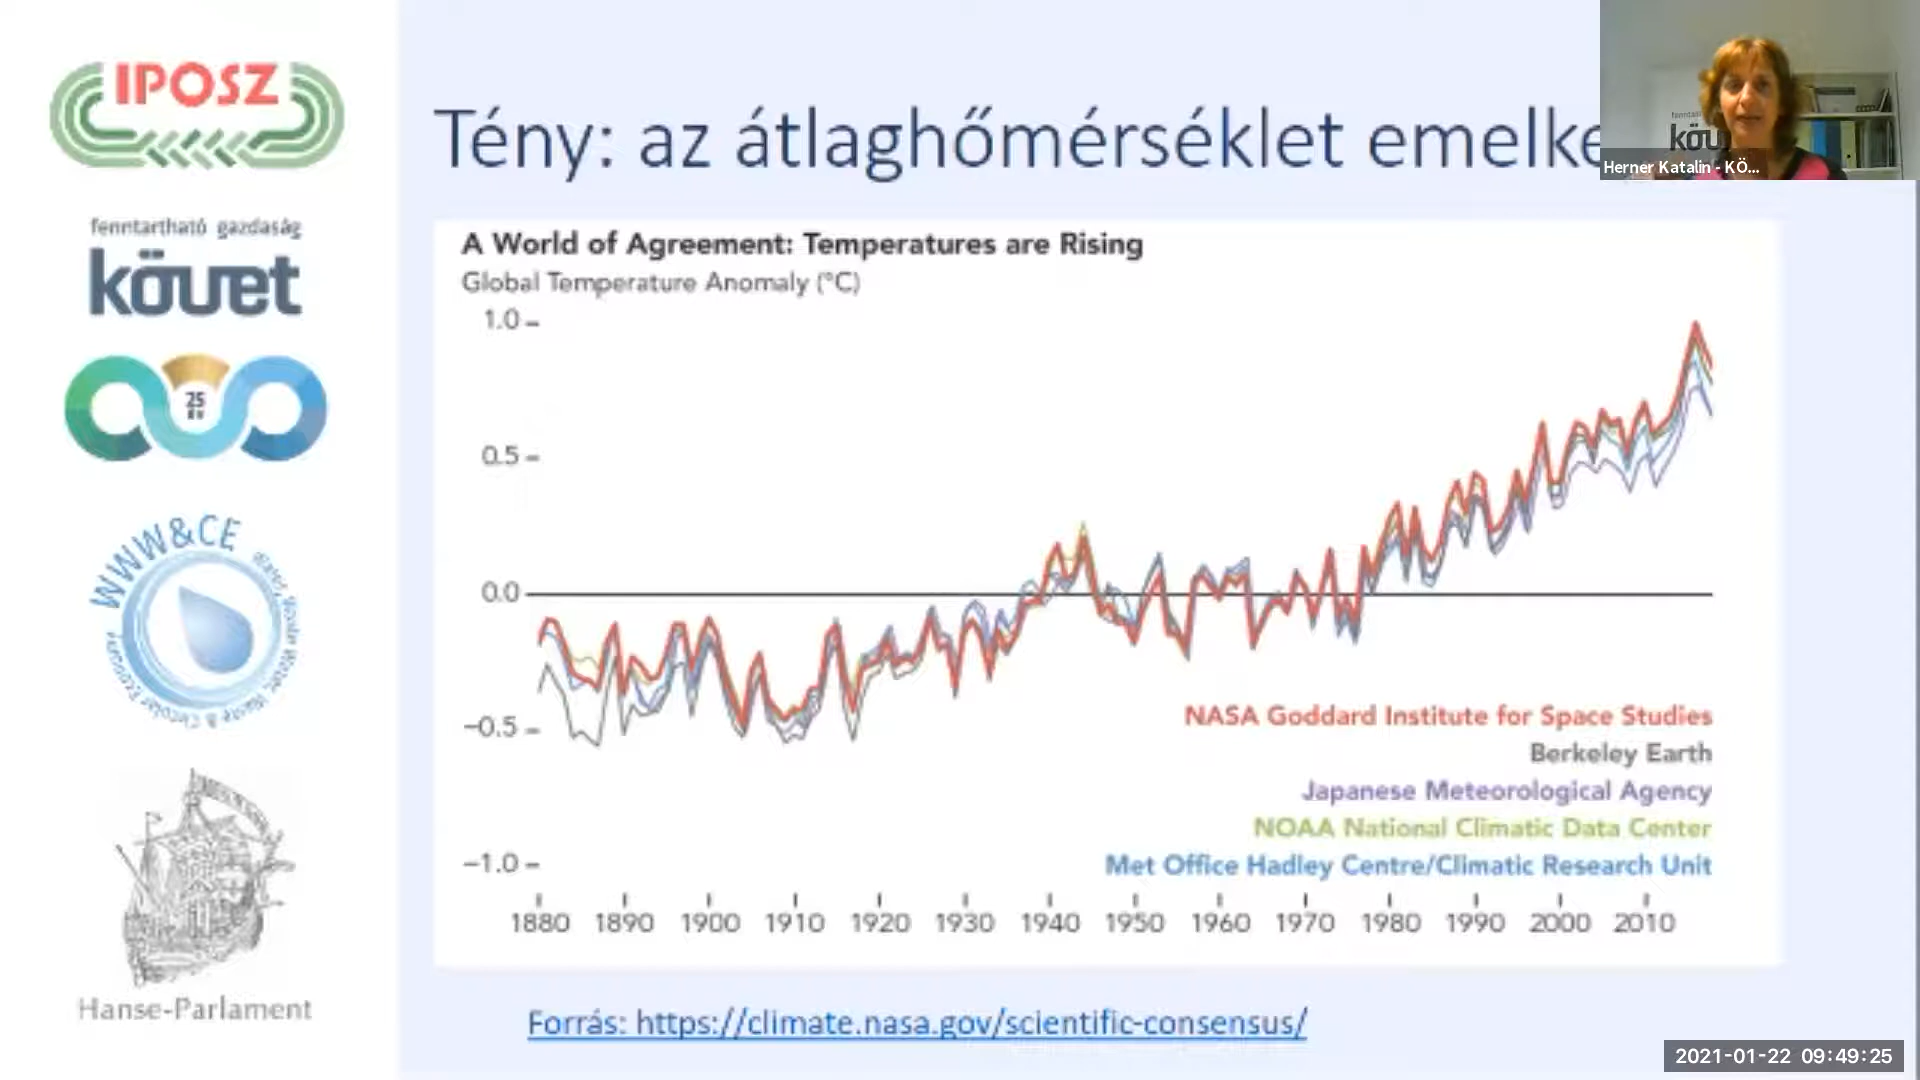 IPOSZ
fenntartható gazdaság
követ
25
ÉV
WWW&CE
Hanse-Parlament
Tény: az átlaghőmérséklet emelke
Herner Katalin - KÖ...
A World of Agreement: Temperatures are Rising
Global Temperature Anomaly (°C)
1.0
0.5
0.0
−0.5
−1.0
NASA Goddard Institute for Space Studies
Berkeley Earth
Japanese Meteorological Agency
NOAA National Climatic Data Center
Met Office Hadley Centre/Climatic Research Unit
1880 1890 1900 1910 1920 1930 1940 1950 1960 1970 1980 1990 2000 2010
Forrás: https://climate.nasa.gov/scientific-consensus/
2021-01-22 09:49:25